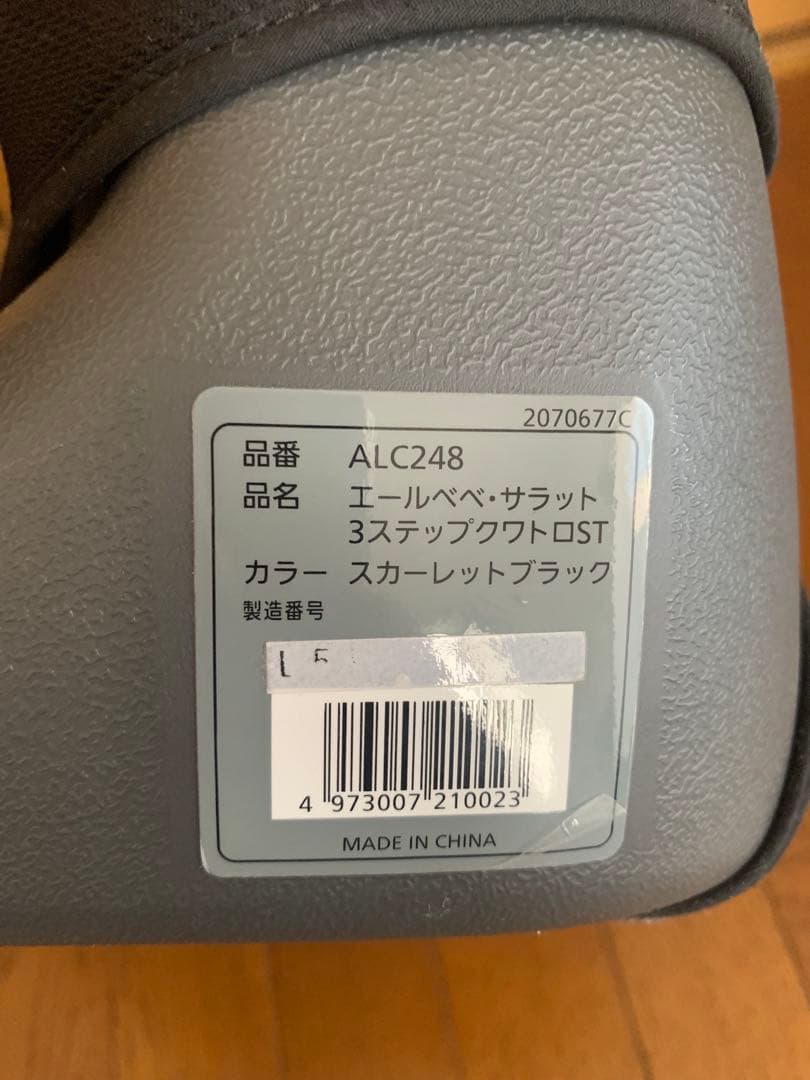 2070677C
品番 ALC248
品名 エールベベ・サラット
3ステップクワトロST
カラー スカーレットブラック
製造番号
4 973007 210023
MADE IN CHINA